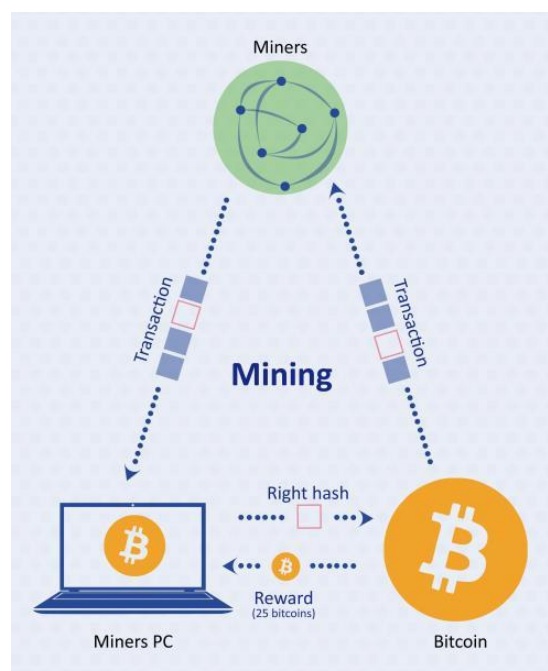 Miners
Transaction
Transaction
Mining
Right hash
Reward
(25 bitcoins)
Miners PC
Bitcoin